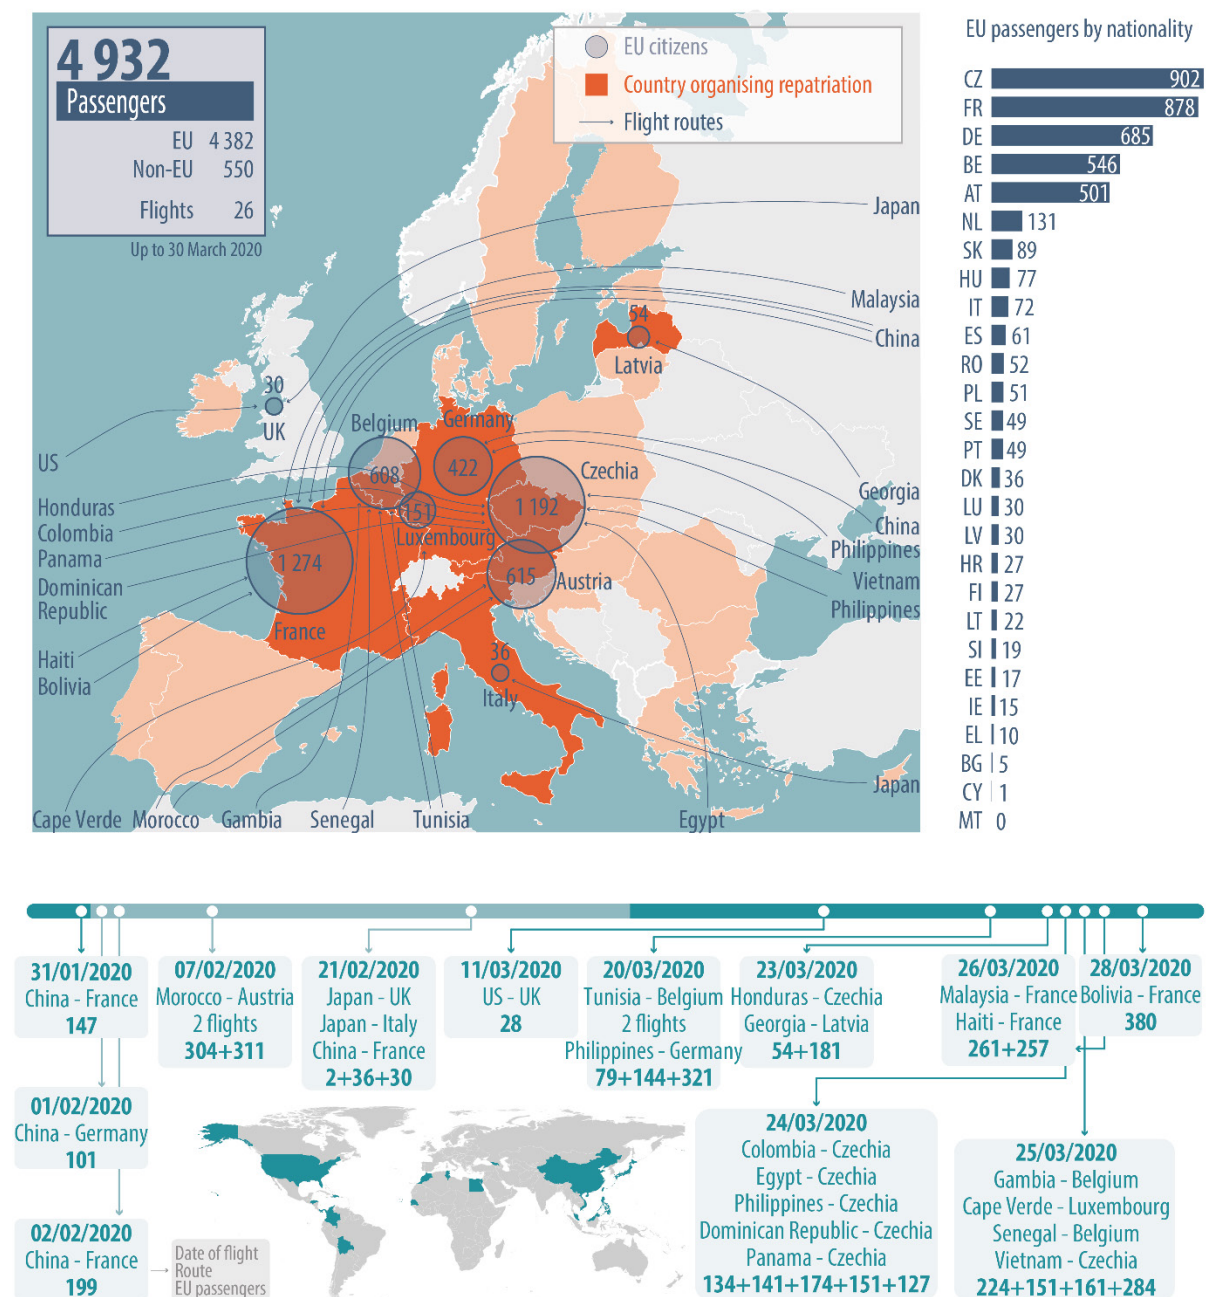 4 932
Passengers
EU 4 382
Non-EU 550
Flights 26
Up to 30 March 2020
EU citizens
Country organising repatriation
Flight routes
Japan
Malaysia
China
54
Latvia
30
UK
US
Belgium
608
Germany
422
Czechia
1 192
151
Luxembourg
1 274
France
615
Austria
36
Italy
Honduras
Colombia
Panama
Dominican
Republic
Haiti
Bolivia
Georgia
China
Philippines
Vietnam
Philippines
Japan
Cape Verde
Morocco
Gambia
Senegal
Tunisia
Egypt
EU passengers by nationality
CZ 902
FR 878
DE 685
BE 546
AT 501
NL 131
SK 89
HU 77
IT 72
ES 61
RO 52
PL 51
SE 49
PT 49
DK 36
LU 30
LV 30
HR 27
FI 27
LT 22
SI 19
EE 17
IE 15
EL 10
BG 5
CY 1
MT 0
31/01/2020
China - France
147
07/02/2020
Morocco - Austria
2 flights
304+311
21/02/2020
Japan - UK
Japan - Italy
China - France
2+36+30
11/03/2020
US - UK
28
20/03/2020
Tunisia - Belgium
2 flights
Philippines - Germany
79+144+321
23/03/2020
Honduras - Czechia
Georgia - Latvia
54+181
26/03/2020
Malaysia - France
Haiti - France
261+257
28/03/2020
Bolivia - France
380
01/02/2020
China - Germany
101
02/02/2020
China - France
199
Date of flight
Route
EU passengers
24/03/2020
Colombia - Czechia
Egypt - Czechia
Philippines - Czechia
Dominican Republic - Czechia
Panama - Czechia
134+141+174+151+127
25/03/2020
Gambia - Belgium
Cape Verde - Luxembourg
Senegal - Belgium
Vietnam - Czechia
224+151+161+284